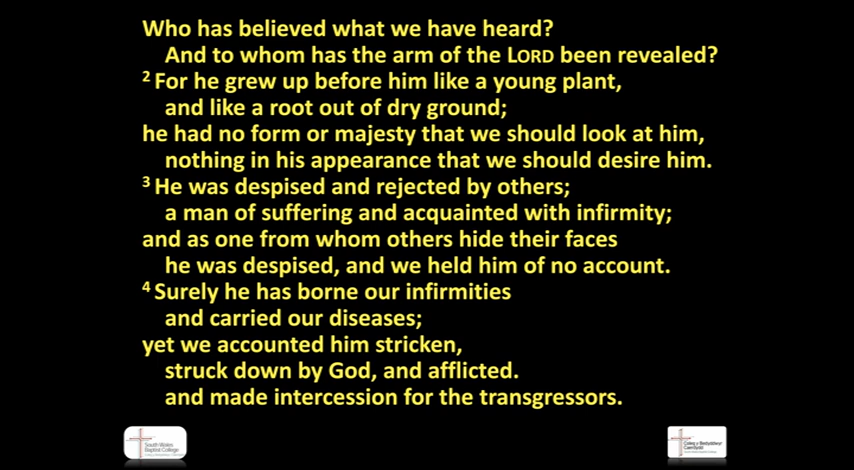 Who has believed what we have heard?
And to whom has the arm of the LORD been revealed?
2 For he grew up before him like a young plant,
and like a root out of dry ground;
he had no form or majesty that we should look at him,
nothing in his appearance that we should desire him.
3 He was despised and rejected by others;
a man of suffering and acquainted with infirmity;
and as one from whom others hide their faces
he was despised, and we held him of no account.
4 Surely he has borne our infirmities
and carried our diseases;
yet we accounted him stricken,
struck down by God, and afflicted.
and made intercession for the transgressors.
South Wales
Baptist College
Coleg y Bedyddwyr
Caerdydd